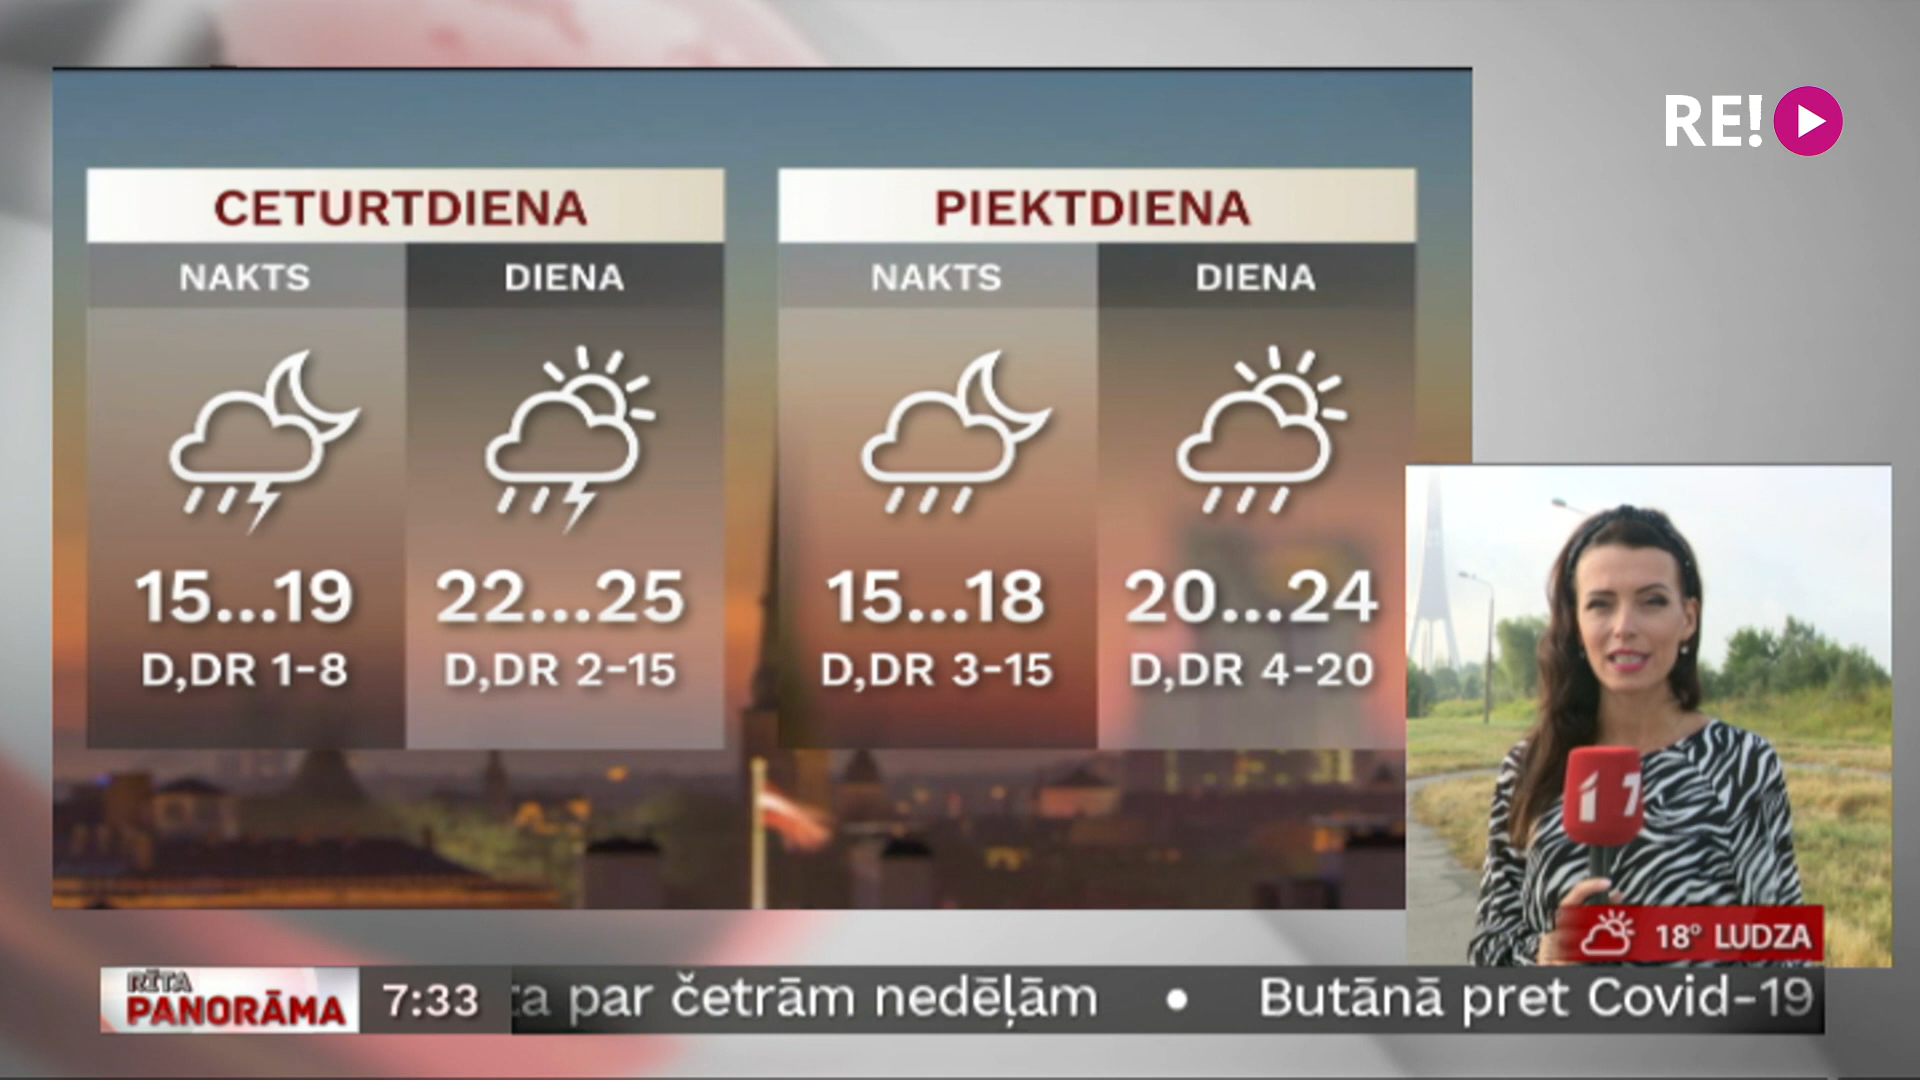 RE!
CETURTDIENA
NAKTS
DIENA
15...19
22...25
D,DR 1-8
D,DR 2-15
PIEKTDIENA
NAKTS
DIENA
15...18
20...24
D,DR 3-15
D,DR 4-20
18° LUDZA
RĪTA
PANORĀMA
7:33
par četrām nedēļām • Butānā pret Covid-19